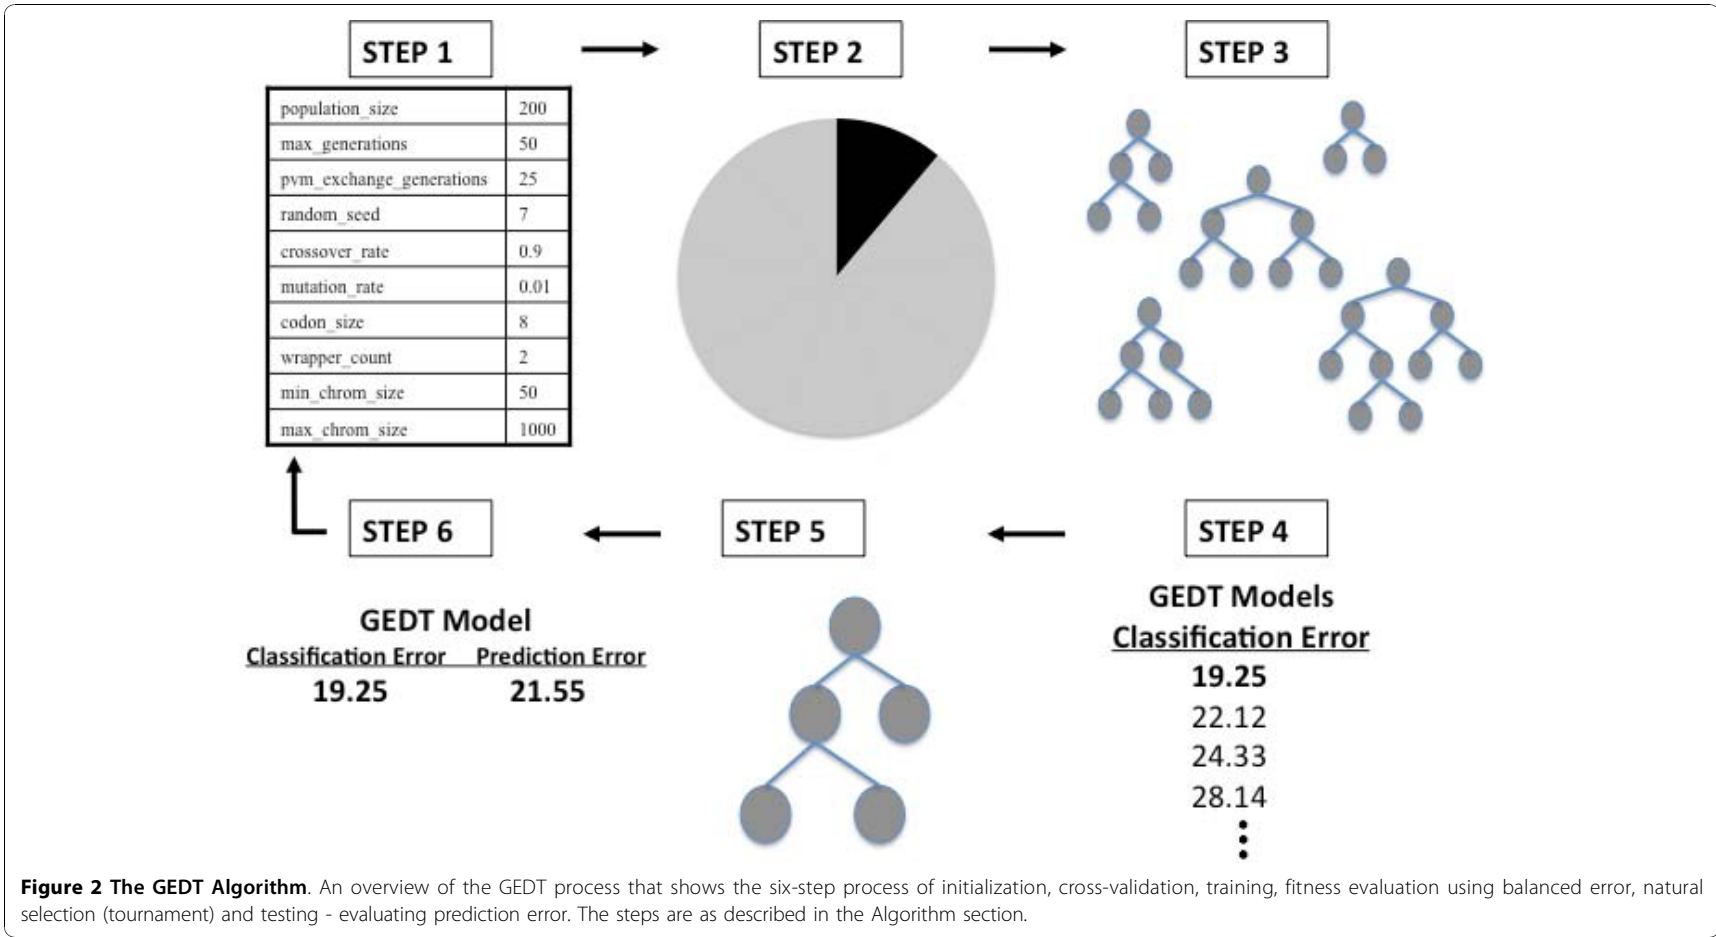 STEP 1
STEP 2
STEP 3
population_size 200
max_generations 50
pvm_exchange_generations 25
random_seed 7
crossover_rate 0.9
mutation_rate 0.01
codon_size 8
wrapper_count 2
min_chrom_size 50
max_chrom_size 1000
STEP 6
STEP 5
STEP 4
GEDT Model
Classification Error Prediction Error
19.25 21.55
GEDT Models
Classification Error
19.25
22.12
24.33
28.14
Figure 2 The GEDT Algorithm. An overview of the GEDT process that shows the six-step process of initialization, cross-validation, training, fitness evaluation using balanced error, natural
selection (tournament) and testing - evaluating prediction error. The steps are as described in the Algorithm section.